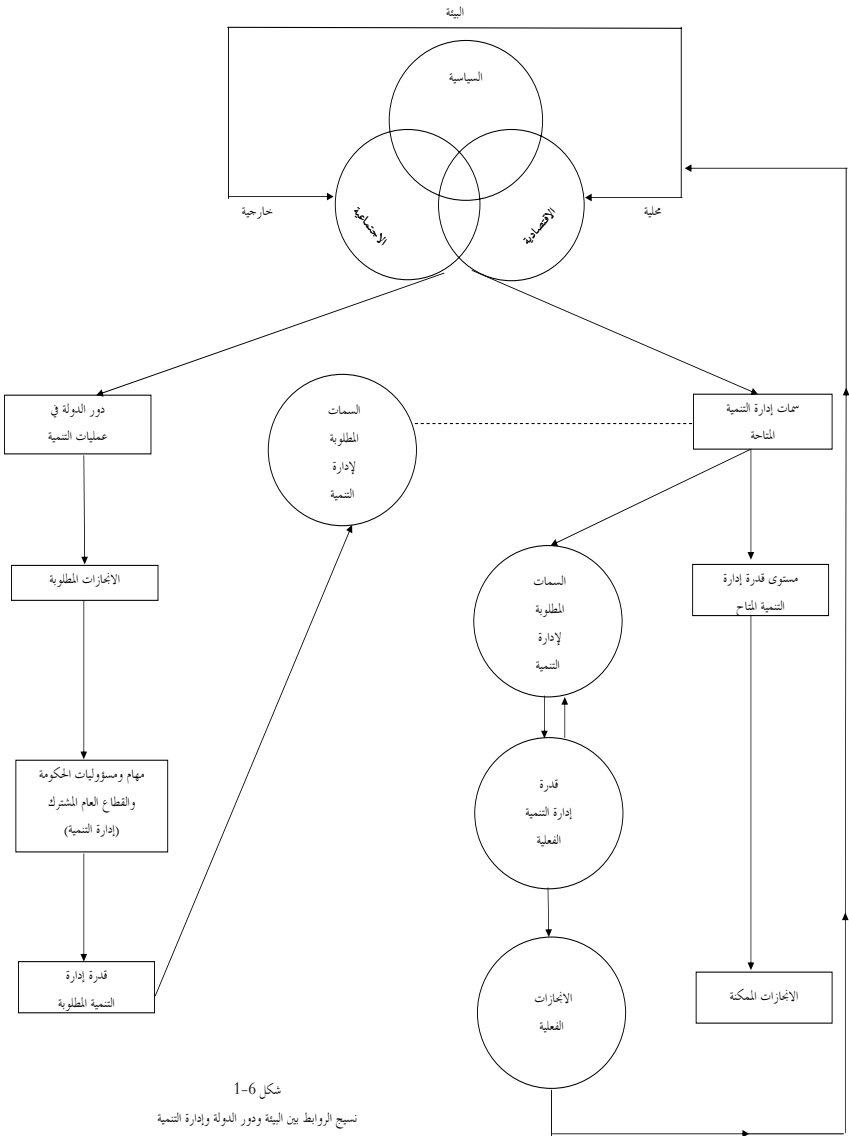 البيئة
السياسية
محلية
خارجية
الاقتصادية
الاجتماعية
سمات إدارة التنمية
المتاحة
السمات
المطلوبة
لإدارة
التنمية
دور الدولة في
عمليات التنمية
مستوى قدرة إدارة
التنمية المتاح
السمات
المطلوبة
لإدارة
التنمية
الانجازات المطلوبة
قدرة
إدارة التنمية
الفعلية
مهام ومسؤوليات الحكومة
والقطاع العام المشترك
(إدارة التنمية)
الانجازات الممكنة
الانجازات
الفعلية
قدرة إدارة
التنمية المطلوبة
شكل 6-1
نسيج الروابط بين البيئة ودور الدولة وإدارة التنمية